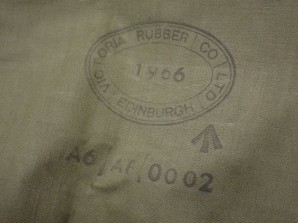 VICTORIA RUBBER CO LTD
1966
EDINBURGH
A6/AF/0002